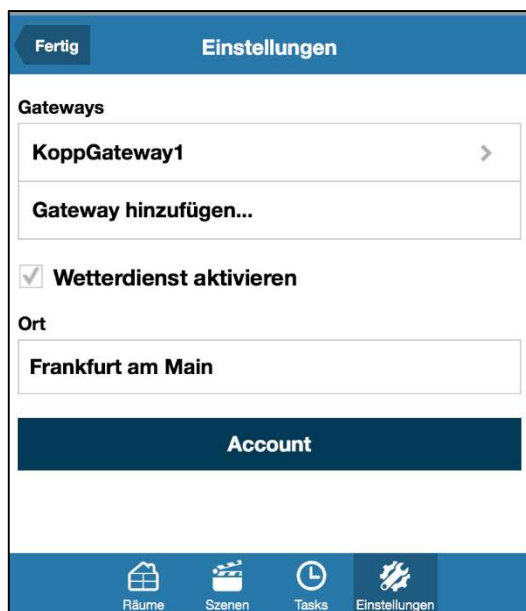 Fertig
Einstellungen
Gateways
KoppGateway1
Gateway hinzufügen...
Wetterdienst aktivieren
Ort
Frankfurt am Main
Account
Räume
Szenen
Tasks
Einstellungen